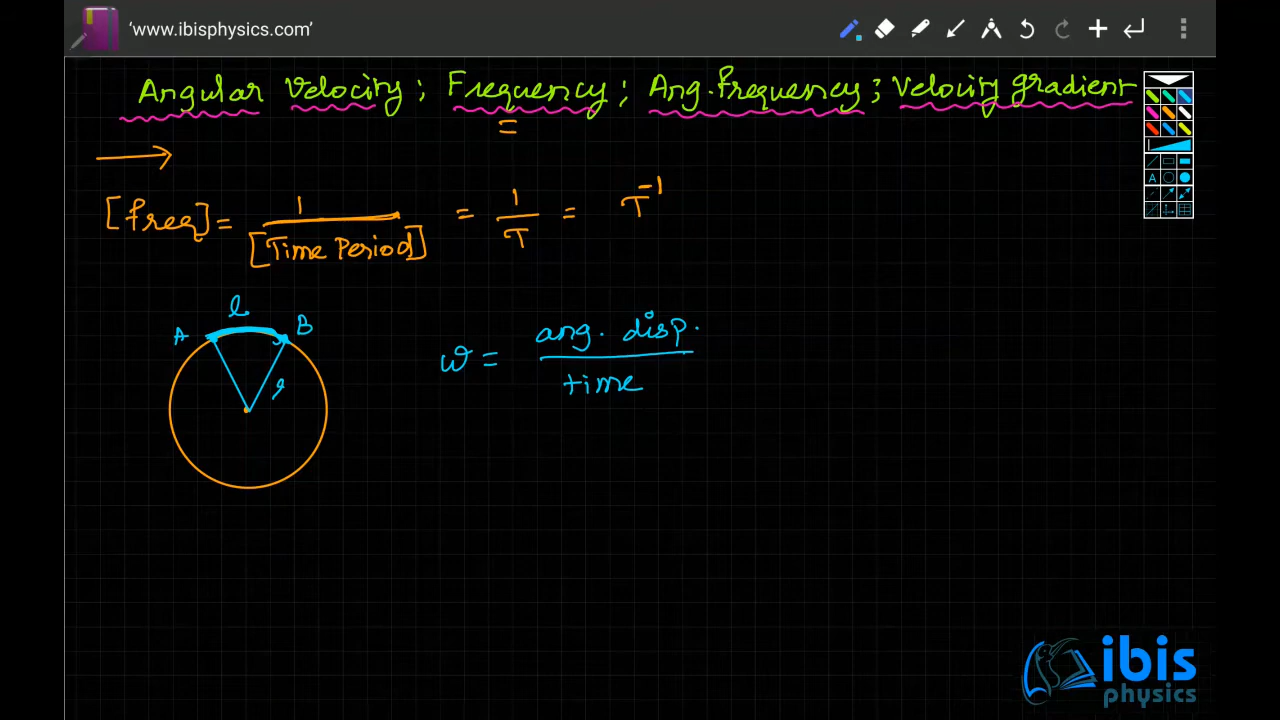 'www.ibisphysics.com'
Angular Velocity ; Frequency ; Ang. frequency ; Velocity gradient
[freq] = 1 / [Time Period] = 1 / T = T⁻¹
l
A B
r
ω = ang. disp. / time
A
ibis
physics